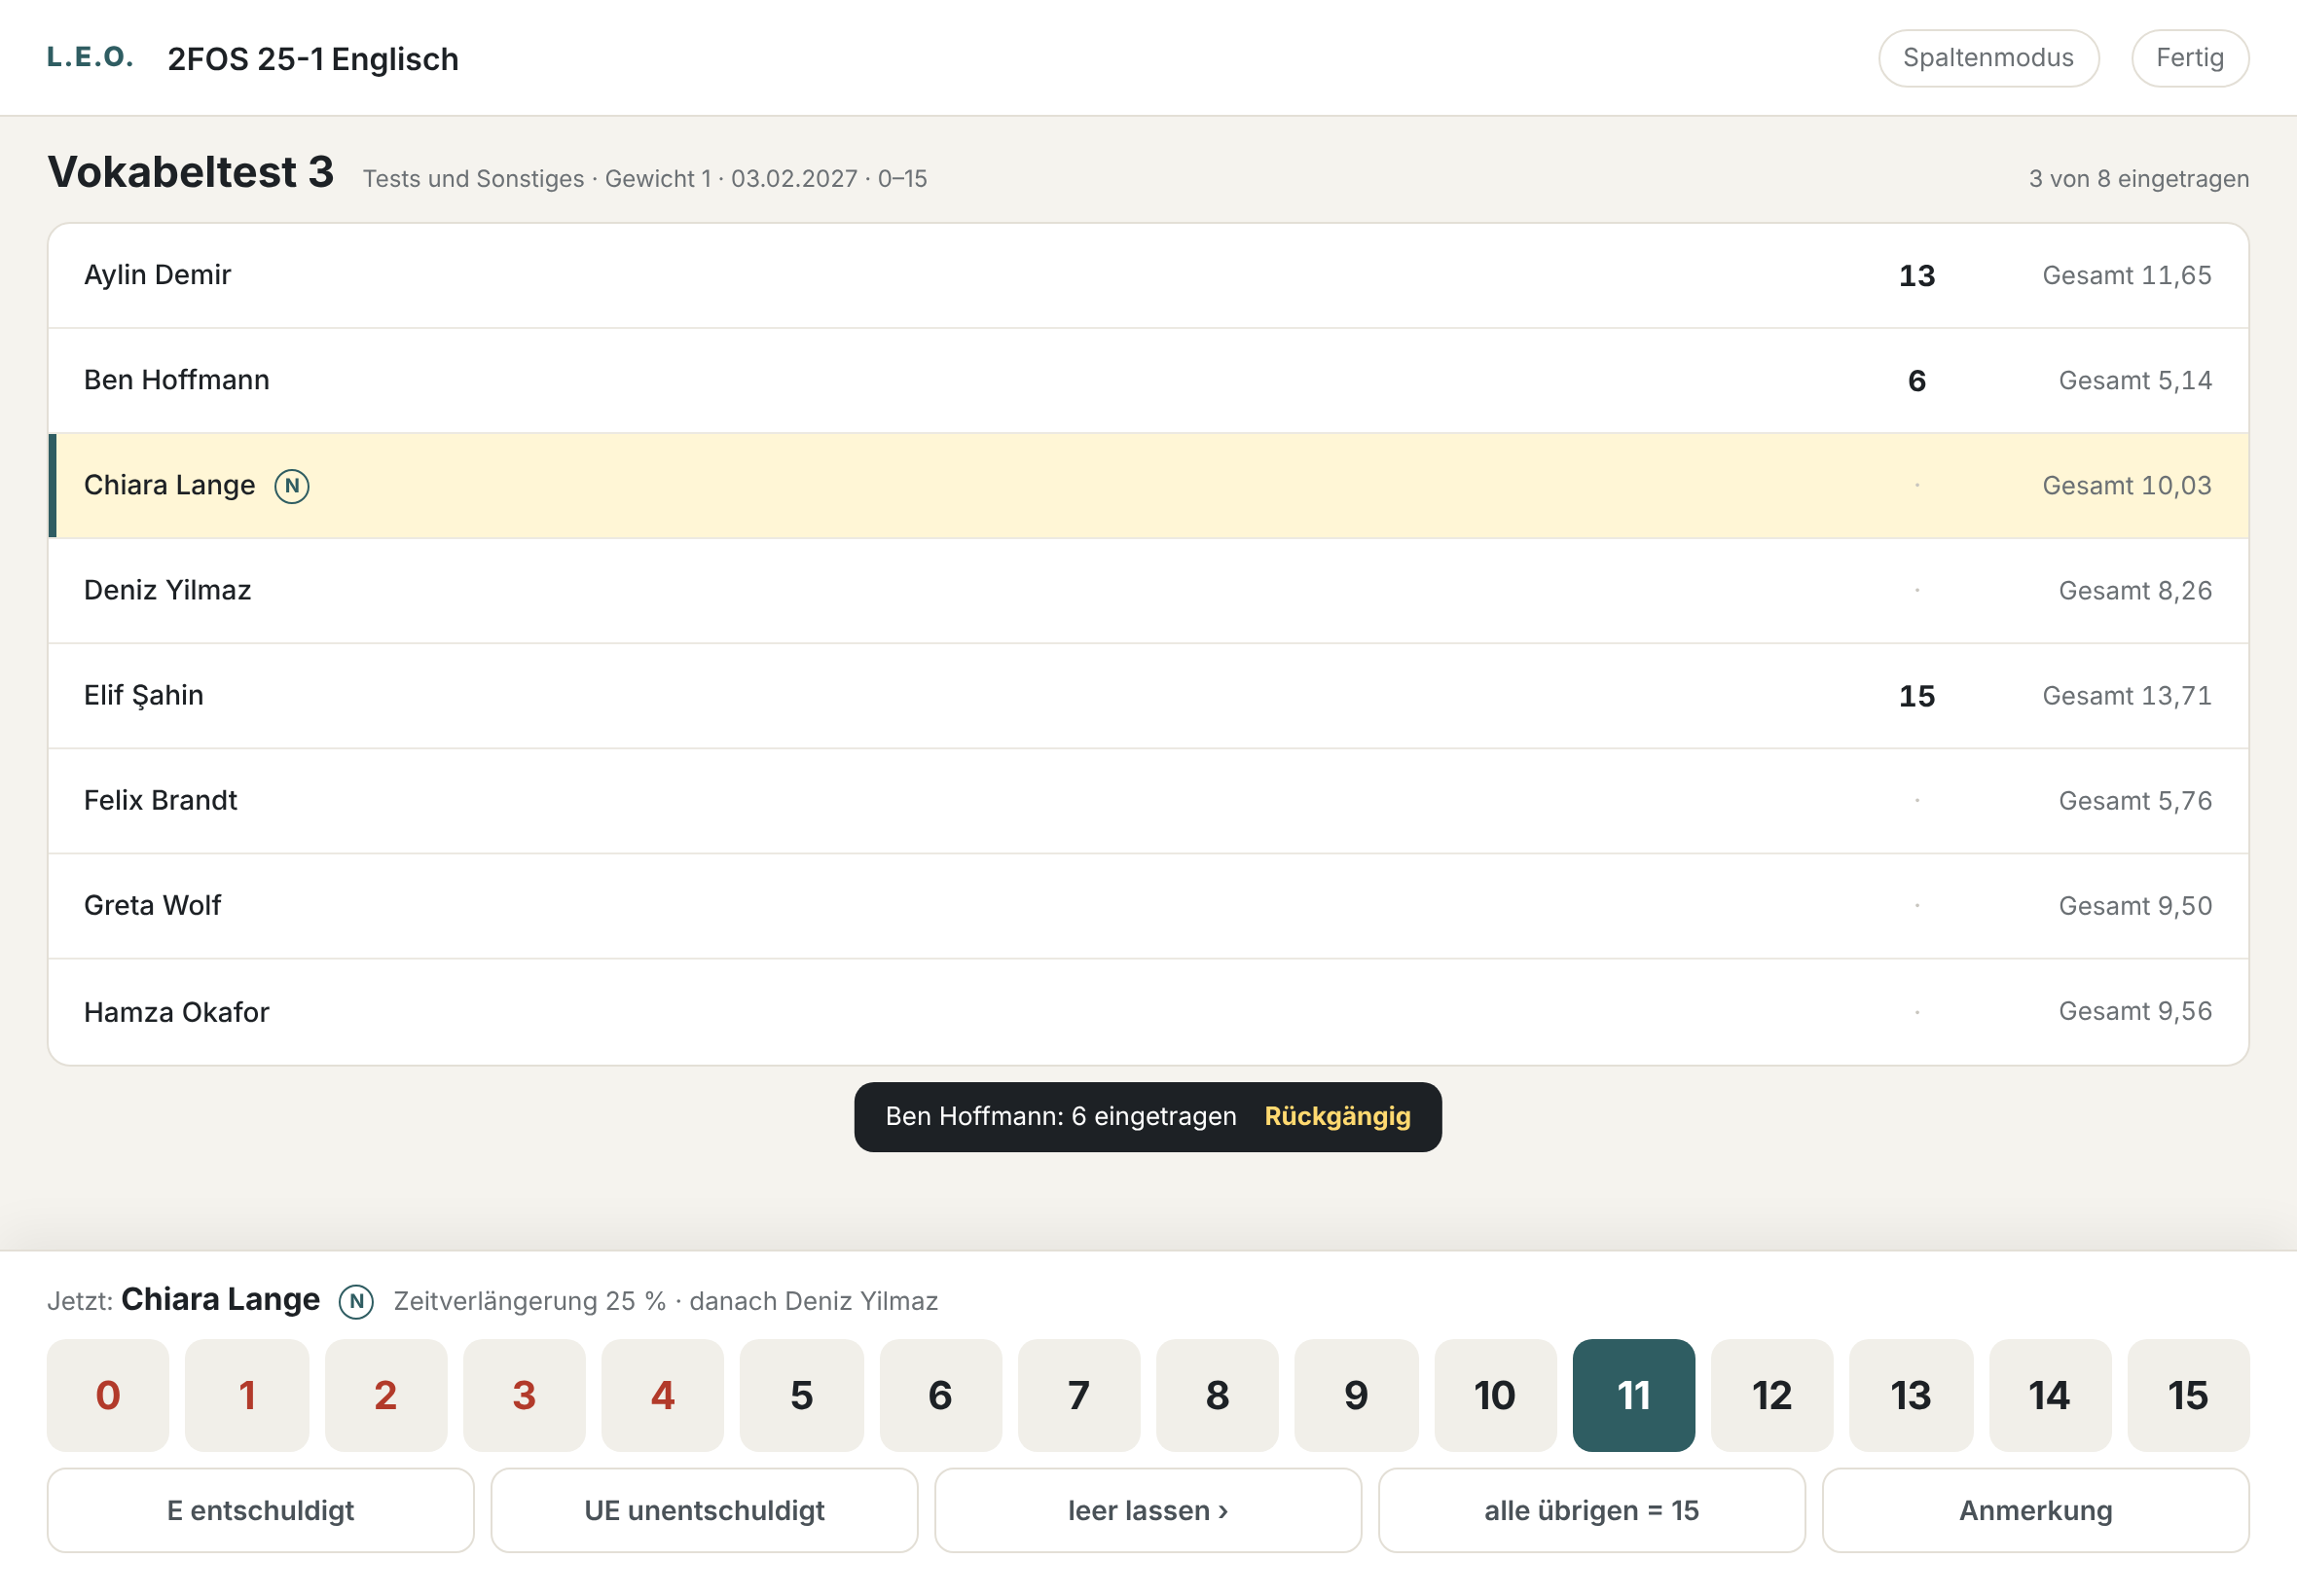 L.E.O. 2FOS 25-1 Englisch Spaltenmodus Fertig
Vokabeltest 3 Tests und Sonstiges · Gewicht 1 · 03.02.2027 · 0–15 3 von 8 eingetragen
Aylin Demir 13 Gesamt 11,65
Ben Hoffmann 6 Gesamt 5,14
Chiara Lange N · Gesamt 10,03
Deniz Yilmaz · Gesamt 8,26
Elif Şahin 15 Gesamt 13,71
Felix Brandt · Gesamt 5,76
Greta Wolf · Gesamt 9,50
Hamza Okafor · Gesamt 9,56
Ben Hoffmann: 6 eingetragen Rückgängig
Jetzt: Chiara Lange N Zeitverlängerung 25 % · danach Deniz Yilmaz
0 1 2 3 4 5 6 7 8 9 10 11 12 13 14 15
E entschuldigt UE unentschuldigt leer lassen › alle übrigen = 15 Anmerkung